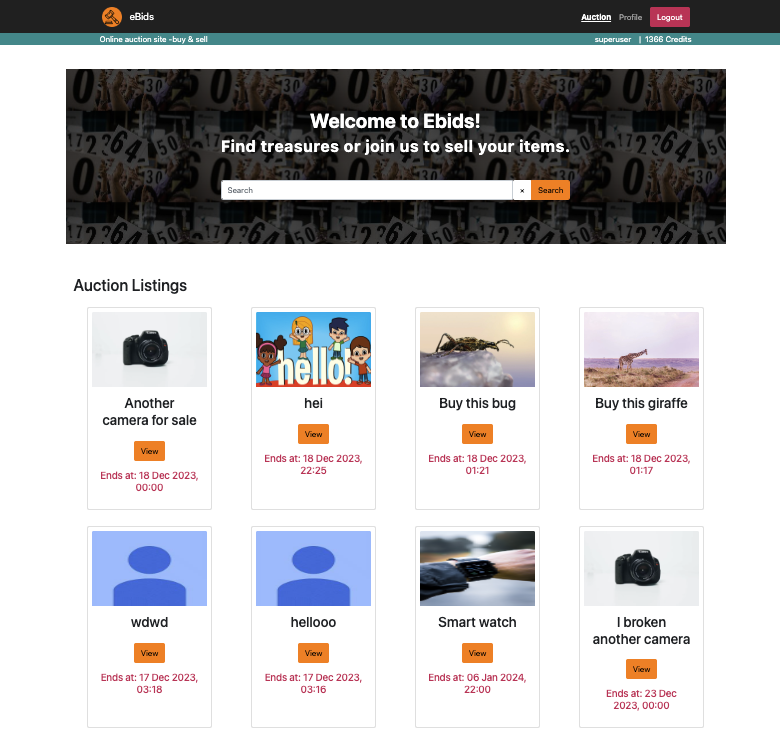 eBids
Auction Profile Logout
Online auction site -buy & sell
superuser | 1366 Credits
Welcome to Ebids!
Find treasures or join us to sell your items.
Search × Search
Auction Listings
Another
camera for sale
View
Ends at: 18 Dec 2023,
00:00
hello!
hei
View
Ends at: 18 Dec 2023,
22:25
Buy this bug
View
Ends at: 18 Dec 2023,
01:21
Buy this giraffe
View
Ends at: 18 Dec 2023,
01:17
wdwd
View
Ends at: 17 Dec 2023,
03:18
hellooo
View
Ends at: 17 Dec 2023,
03:16
Smart watch
View
Ends at: 06 Jan 2024,
22:00
I broken
another camera
View
Ends at: 23 Dec
2023, 00:00